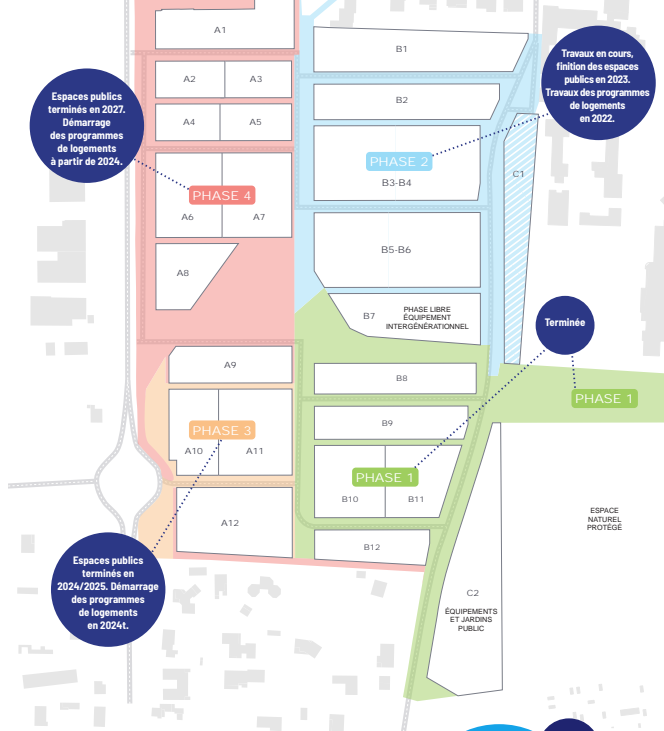 A1
B1
Travaux en cours,
finition des espaces
publics en 2023.
Travaux des programmes
de logements
en 2022.
A2
A3
B2
Espaces publics
terminés en 2027.
Démarrage
des programmes
de logements
à partir de 2024.
A4
A5
PHASE 2
B3-B4
C1
PHASE 4
A6
A7
B5-B6
A8
B7
PHASE LIBRE
ÉQUIPEMENT
INTERGÉNÉRATIONNEL
Terminée
A9
B8
PHASE 1
B9
PHASE 3
A10
A11
PHASE 1
B10
B11
A12
ESPACE
NATUREL
PROTÉGÉ
B12
Espaces publics
terminés en
2024/2025. Démarrage
des programmes
de logements
en 2024t.
C2
ÉQUIPEMENTS
ET JARDINS
PUBLIC